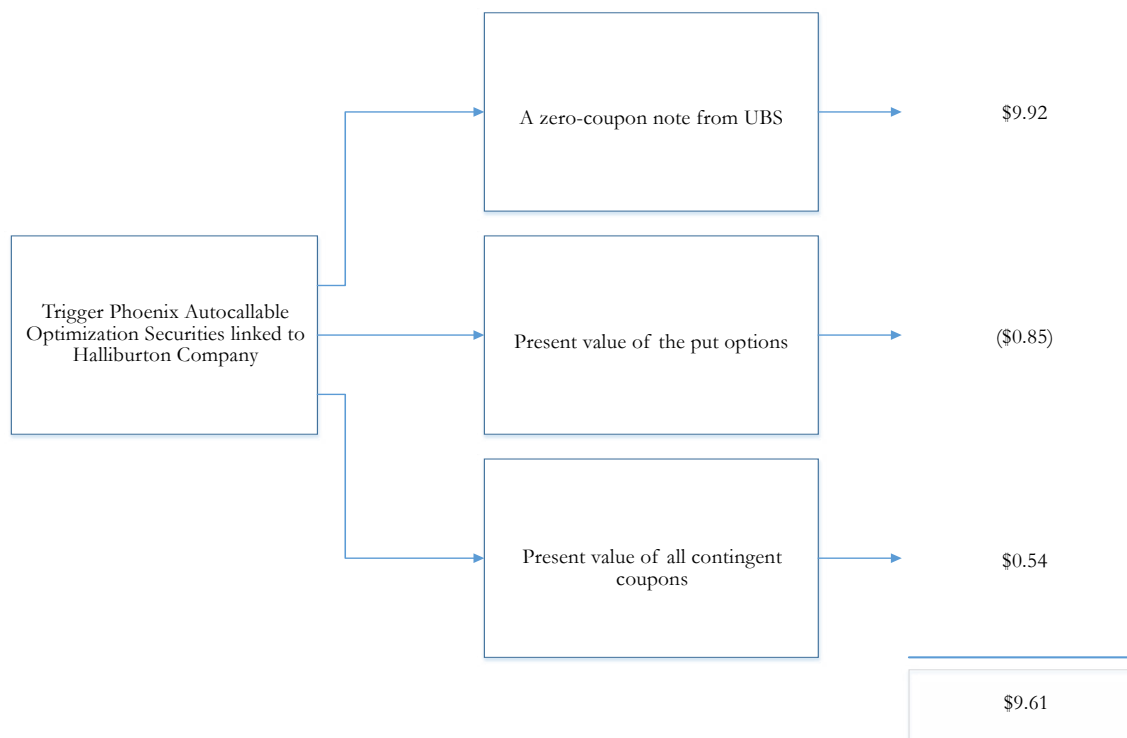 A zero-coupon note from UBS
$9.92
Trigger Phoenix Autocallable
Optimization Securities linked to
Halliburton Company
Present value of the put options
($0.85)
Present value of all contingent
coupons
$0.54
$9.61